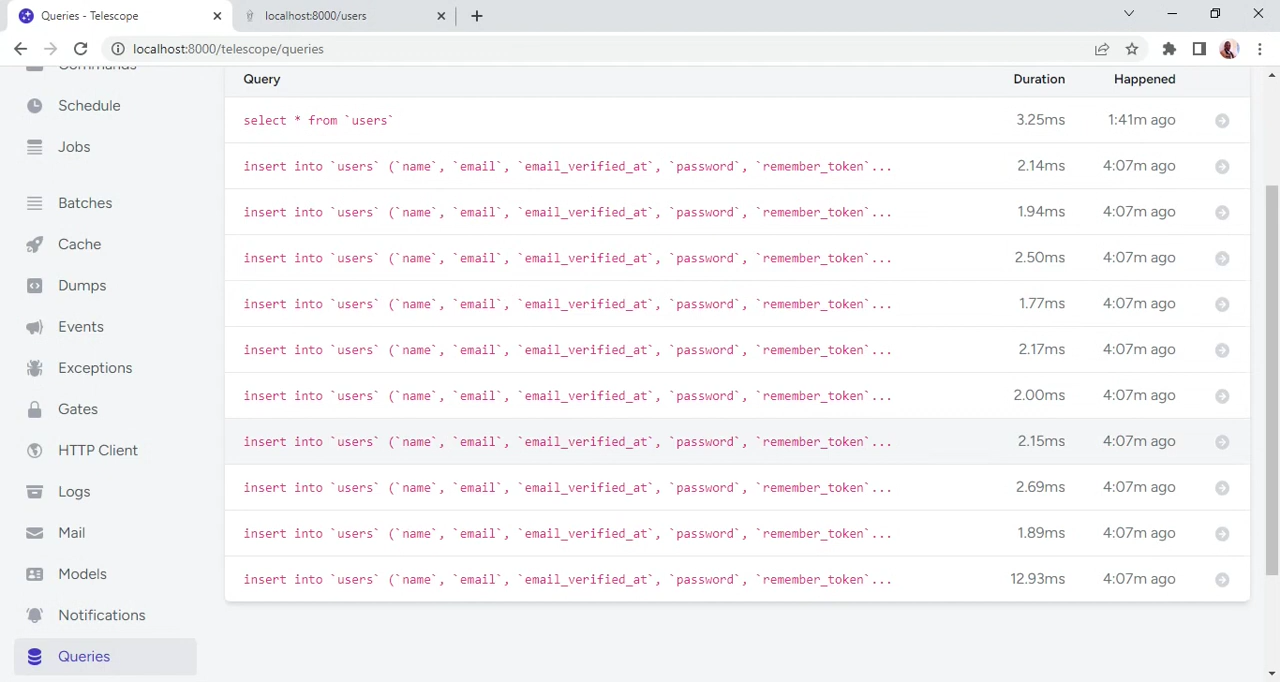 Queries - Telescope
localhost:8000/users
localhost:8000/telescope/queries
Commands
Schedule
Jobs
Batches
Cache
Dumps
Events
Exceptions
Gates
HTTP Client
Logs
Mail
Models
Notifications
Queries
Query Duration Happened
select * from `users` 3.25ms 1:41m ago
insert into `users` (`name`, `email`, `email_verified_at`, `password`, `remember_token`... 2.14ms 4:07m ago
insert into `users` (`name`, `email`, `email_verified_at`, `password`, `remember_token`... 1.94ms 4:07m ago
insert into `users` (`name`, `email`, `email_verified_at`, `password`, `remember_token`... 2.50ms 4:07m ago
insert into `users` (`name`, `email`, `email_verified_at`, `password`, `remember_token`... 1.77ms 4:07m ago
insert into `users` (`name`, `email`, `email_verified_at`, `password`, `remember_token`... 2.17ms 4:07m ago
insert into `users` (`name`, `email`, `email_verified_at`, `password`, `remember_token`... 2.00ms 4:07m ago
insert into `users` (`name`, `email`, `email_verified_at`, `password`, `remember_token`... 2.15ms 4:07m ago
insert into `users` (`name`, `email`, `email_verified_at`, `password`, `remember_token`... 2.69ms 4:07m ago
insert into `users` (`name`, `email`, `email_verified_at`, `password`, `remember_token`... 1.89ms 4:07m ago
insert into `users` (`name`, `email`, `email_verified_at`, `password`, `remember_token`... 12.93ms 4:07m ago